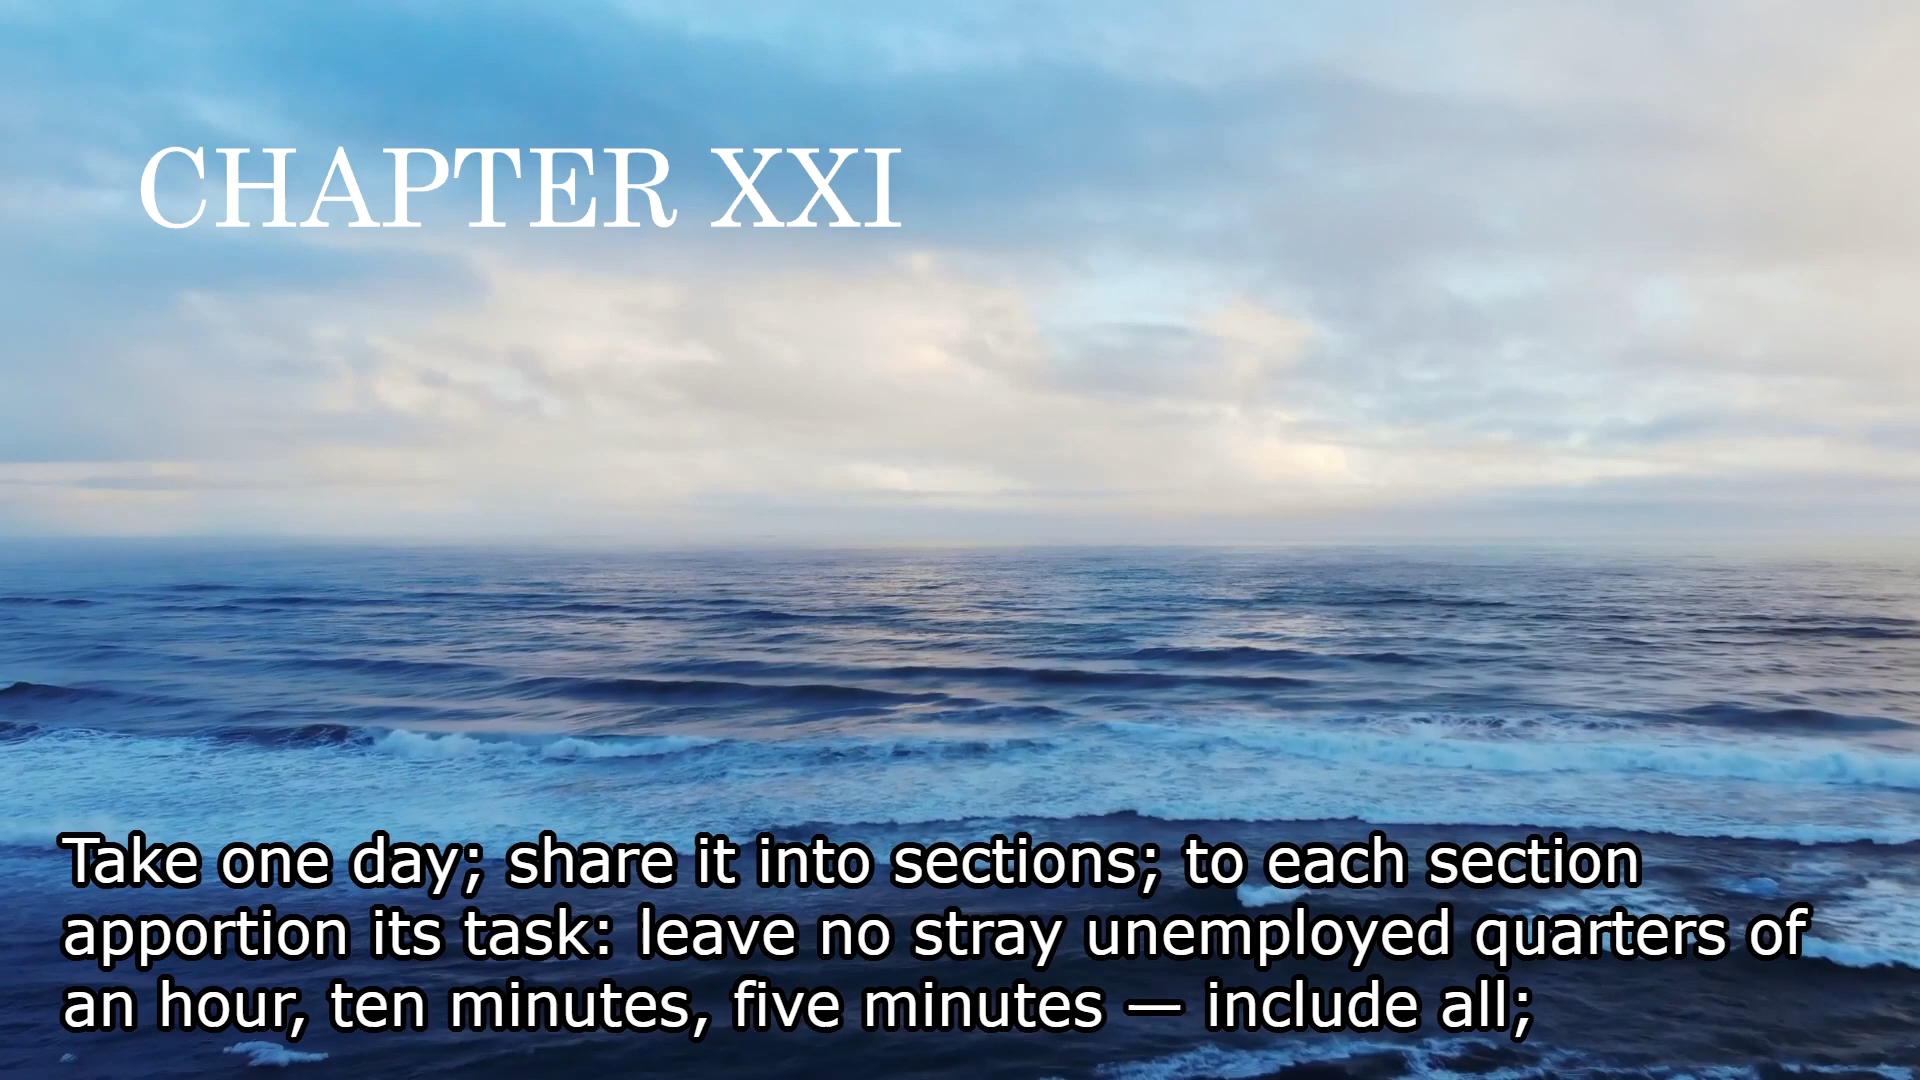 CHAPTER XXI
Take one day; share it into sections; to each section
apportion its task: leave no stray unemployed quarters of
an hour, ten minutes, five minutes — include all;